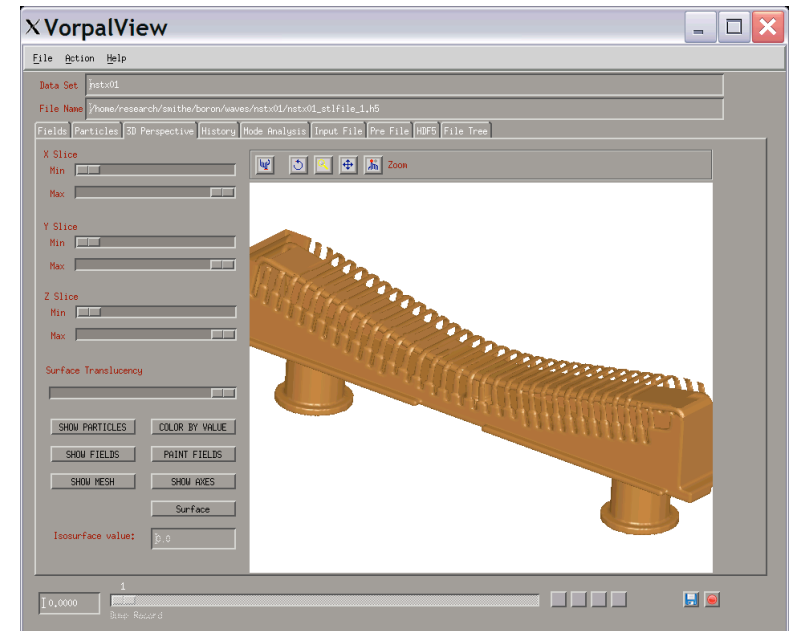 VorpalView
File Action Help
Data Set nstx01
File Name /home/research/smithe/boron/waves/nstx01/nstx01_stlfile_1.h5
Fields Particles 3D Perspective History Mode Analysis Input File Pre File HDF5 File Tree
X Slice
Min
Max
Zoom
Y Slice
Min
Max
Z Slice
Min
Max
Surface Translucency
SHOW PARTICLES COLOR BY VALUE
SHOW FIELDS PAINT FIELDS
SHOW MESH SHOW AXES
Surface
Isosurface value: 0.0
1
0.0000
Dump Record